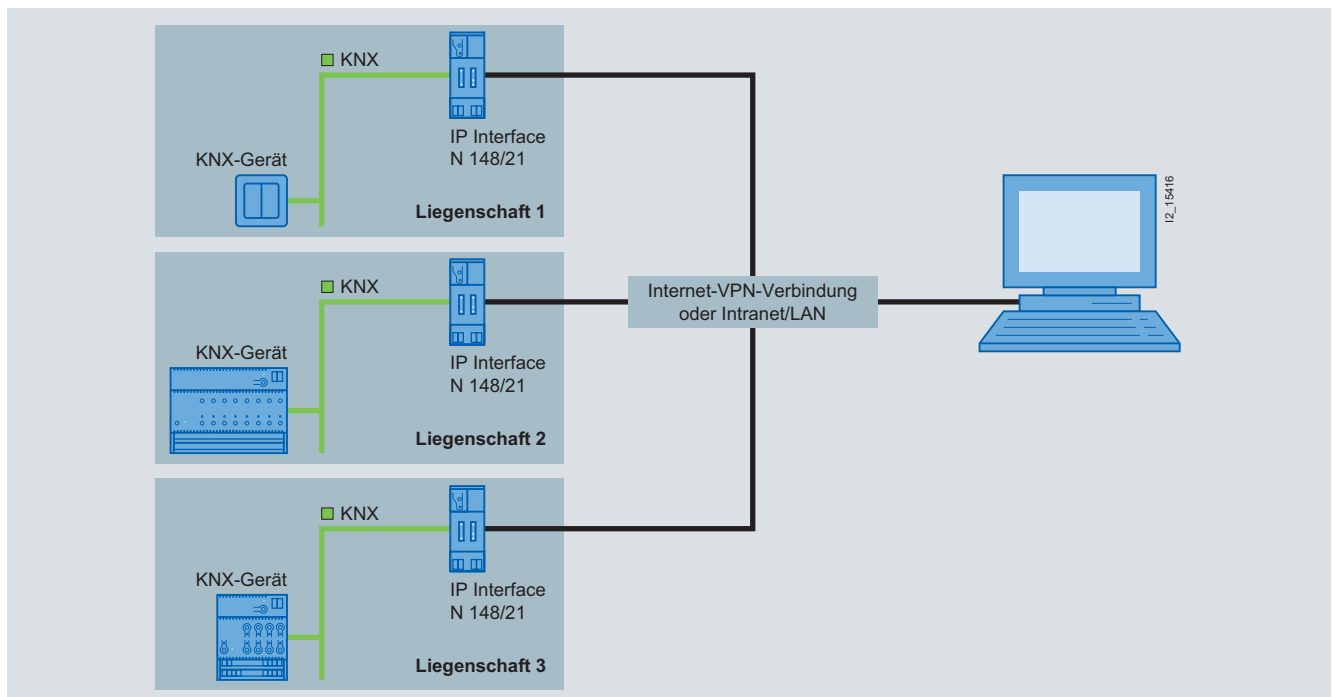 KNX
IP Interface
N 148/21
KNX-Gerät
Liegenschaft 1
KNX
IP Interface
N 148/21
KNX-Gerät
Liegenschaft 2
KNX
IP Interface
N 148/21
KNX-Gerät
Liegenschaft 3
Internet-VPN-Verbindung
oder Intranet/LAN
I2_15416